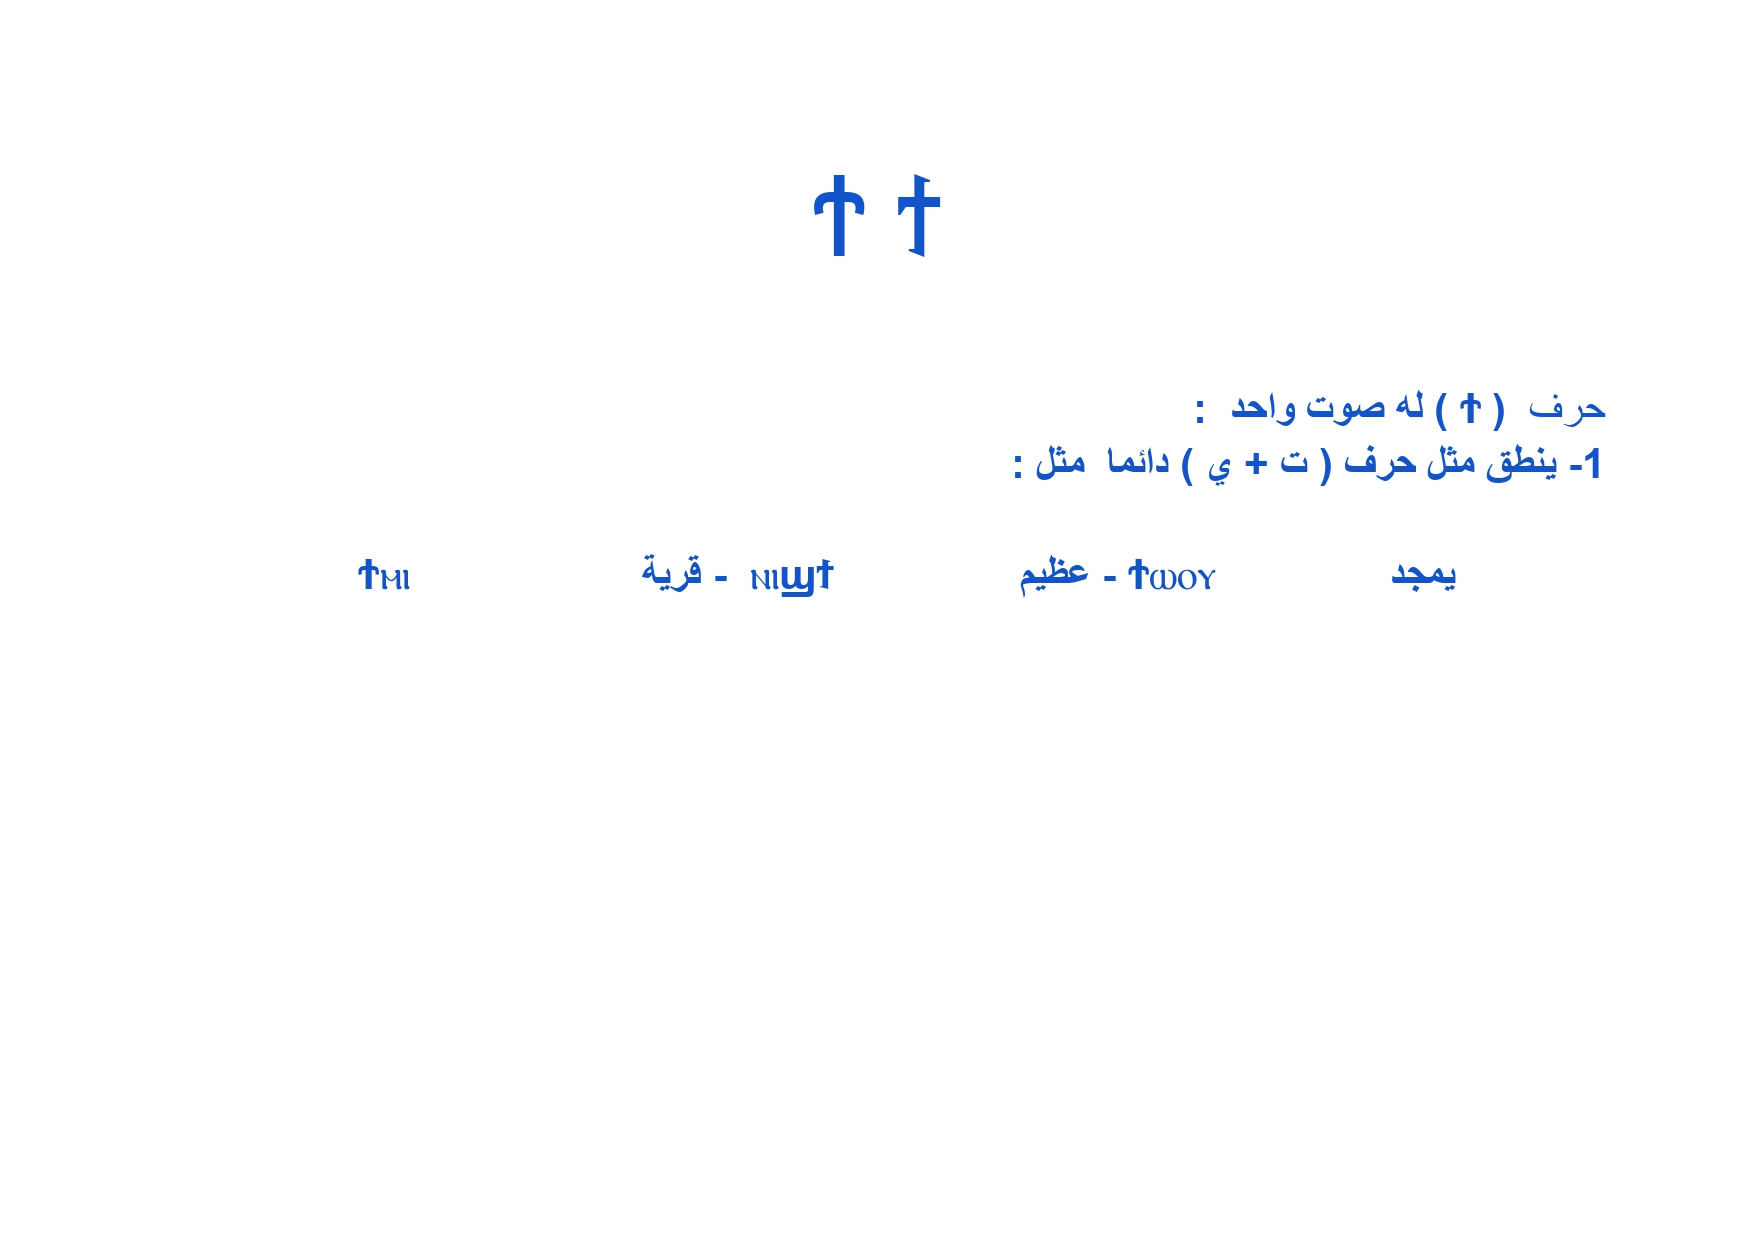 Ϯ ϯ
حرف ( Ϯ ) له صوت واحد :
1- ينطق مثل حرف ( ت + ي ) دائما مثل :
يمجد Ϯⲱⲟⲩ - عظيم ⲛⲓϣϯ - قرية Ϯⲙⲓ